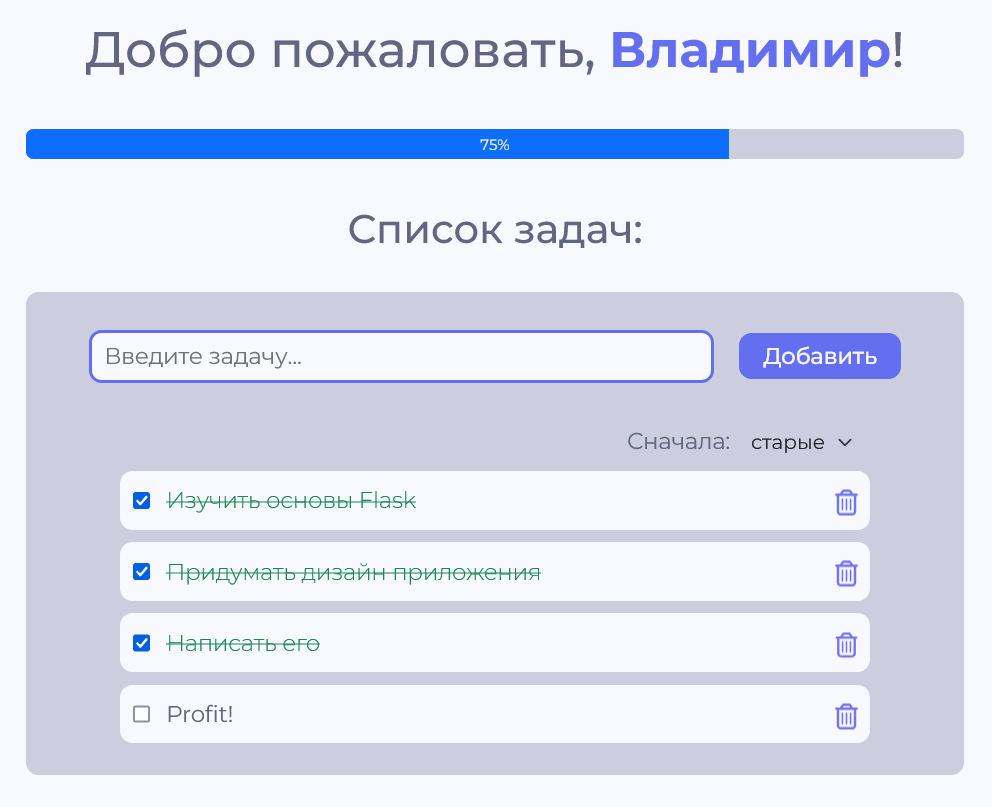 Добро пожаловать, Владимир!
75%
Список задач:
Введите задачу...
Добавить
Сначала: старые
Изучить основы Flask
Придумать дизайн приложения
Написать его
Profit!